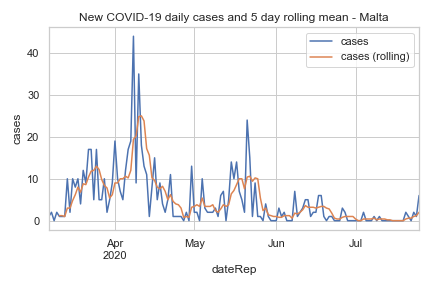 New COVID-19 daily cases and 5 day rolling mean - Malta
cases
cases (rolling)
cases
40
30
20
10
0
Apr
2020
May
Jun
Jul
dateRep